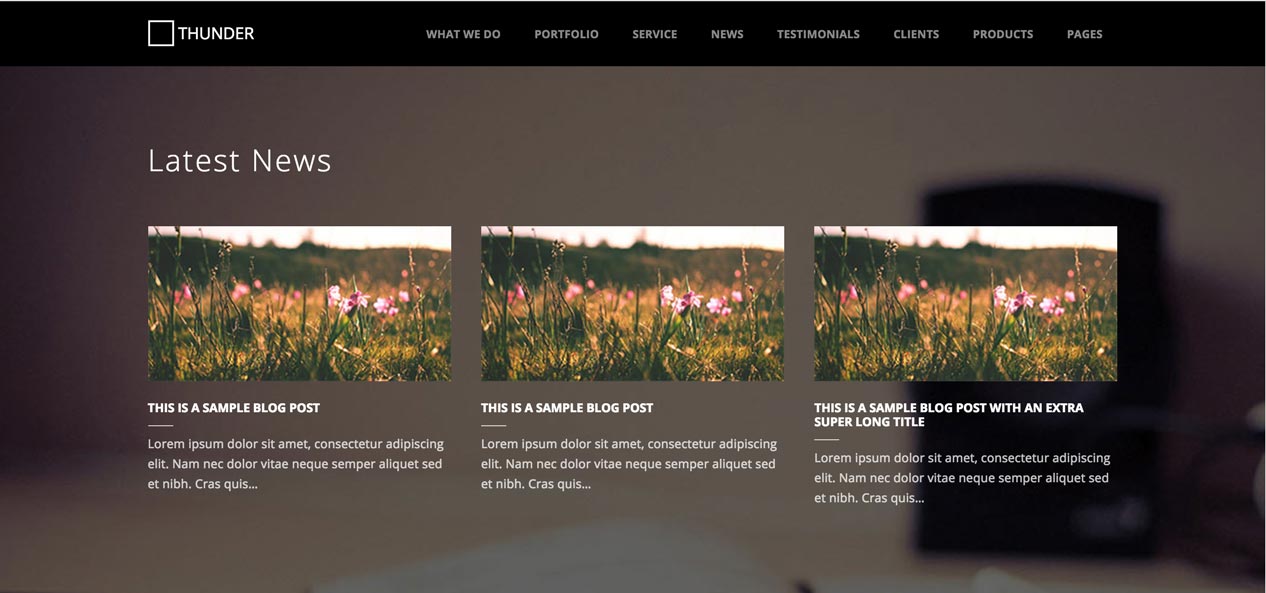 THUNDER
WHAT WE DO PORTFOLIO SERVICE NEWS TESTIMONIALS CLIENTS PRODUCTS PAGES
Latest News
THIS IS A SAMPLE BLOG POST
Lorem ipsum dolor sit amet, consectetur adipiscing
elit. Nam nec dolor vitae neque semper aliquet sed
et nibh. Cras quis...
THIS IS A SAMPLE BLOG POST
Lorem ipsum dolor sit amet, consectetur adipiscing
elit. Nam nec dolor vitae neque semper aliquet sed
et nibh. Cras quis...
THIS IS A SAMPLE BLOG POST WITH AN EXTRA
SUPER LONG TITLE
Lorem ipsum dolor sit amet, consectetur adipiscing
elit. Nam nec dolor vitae neque semper aliquet sed
et nibh. Cras quis...